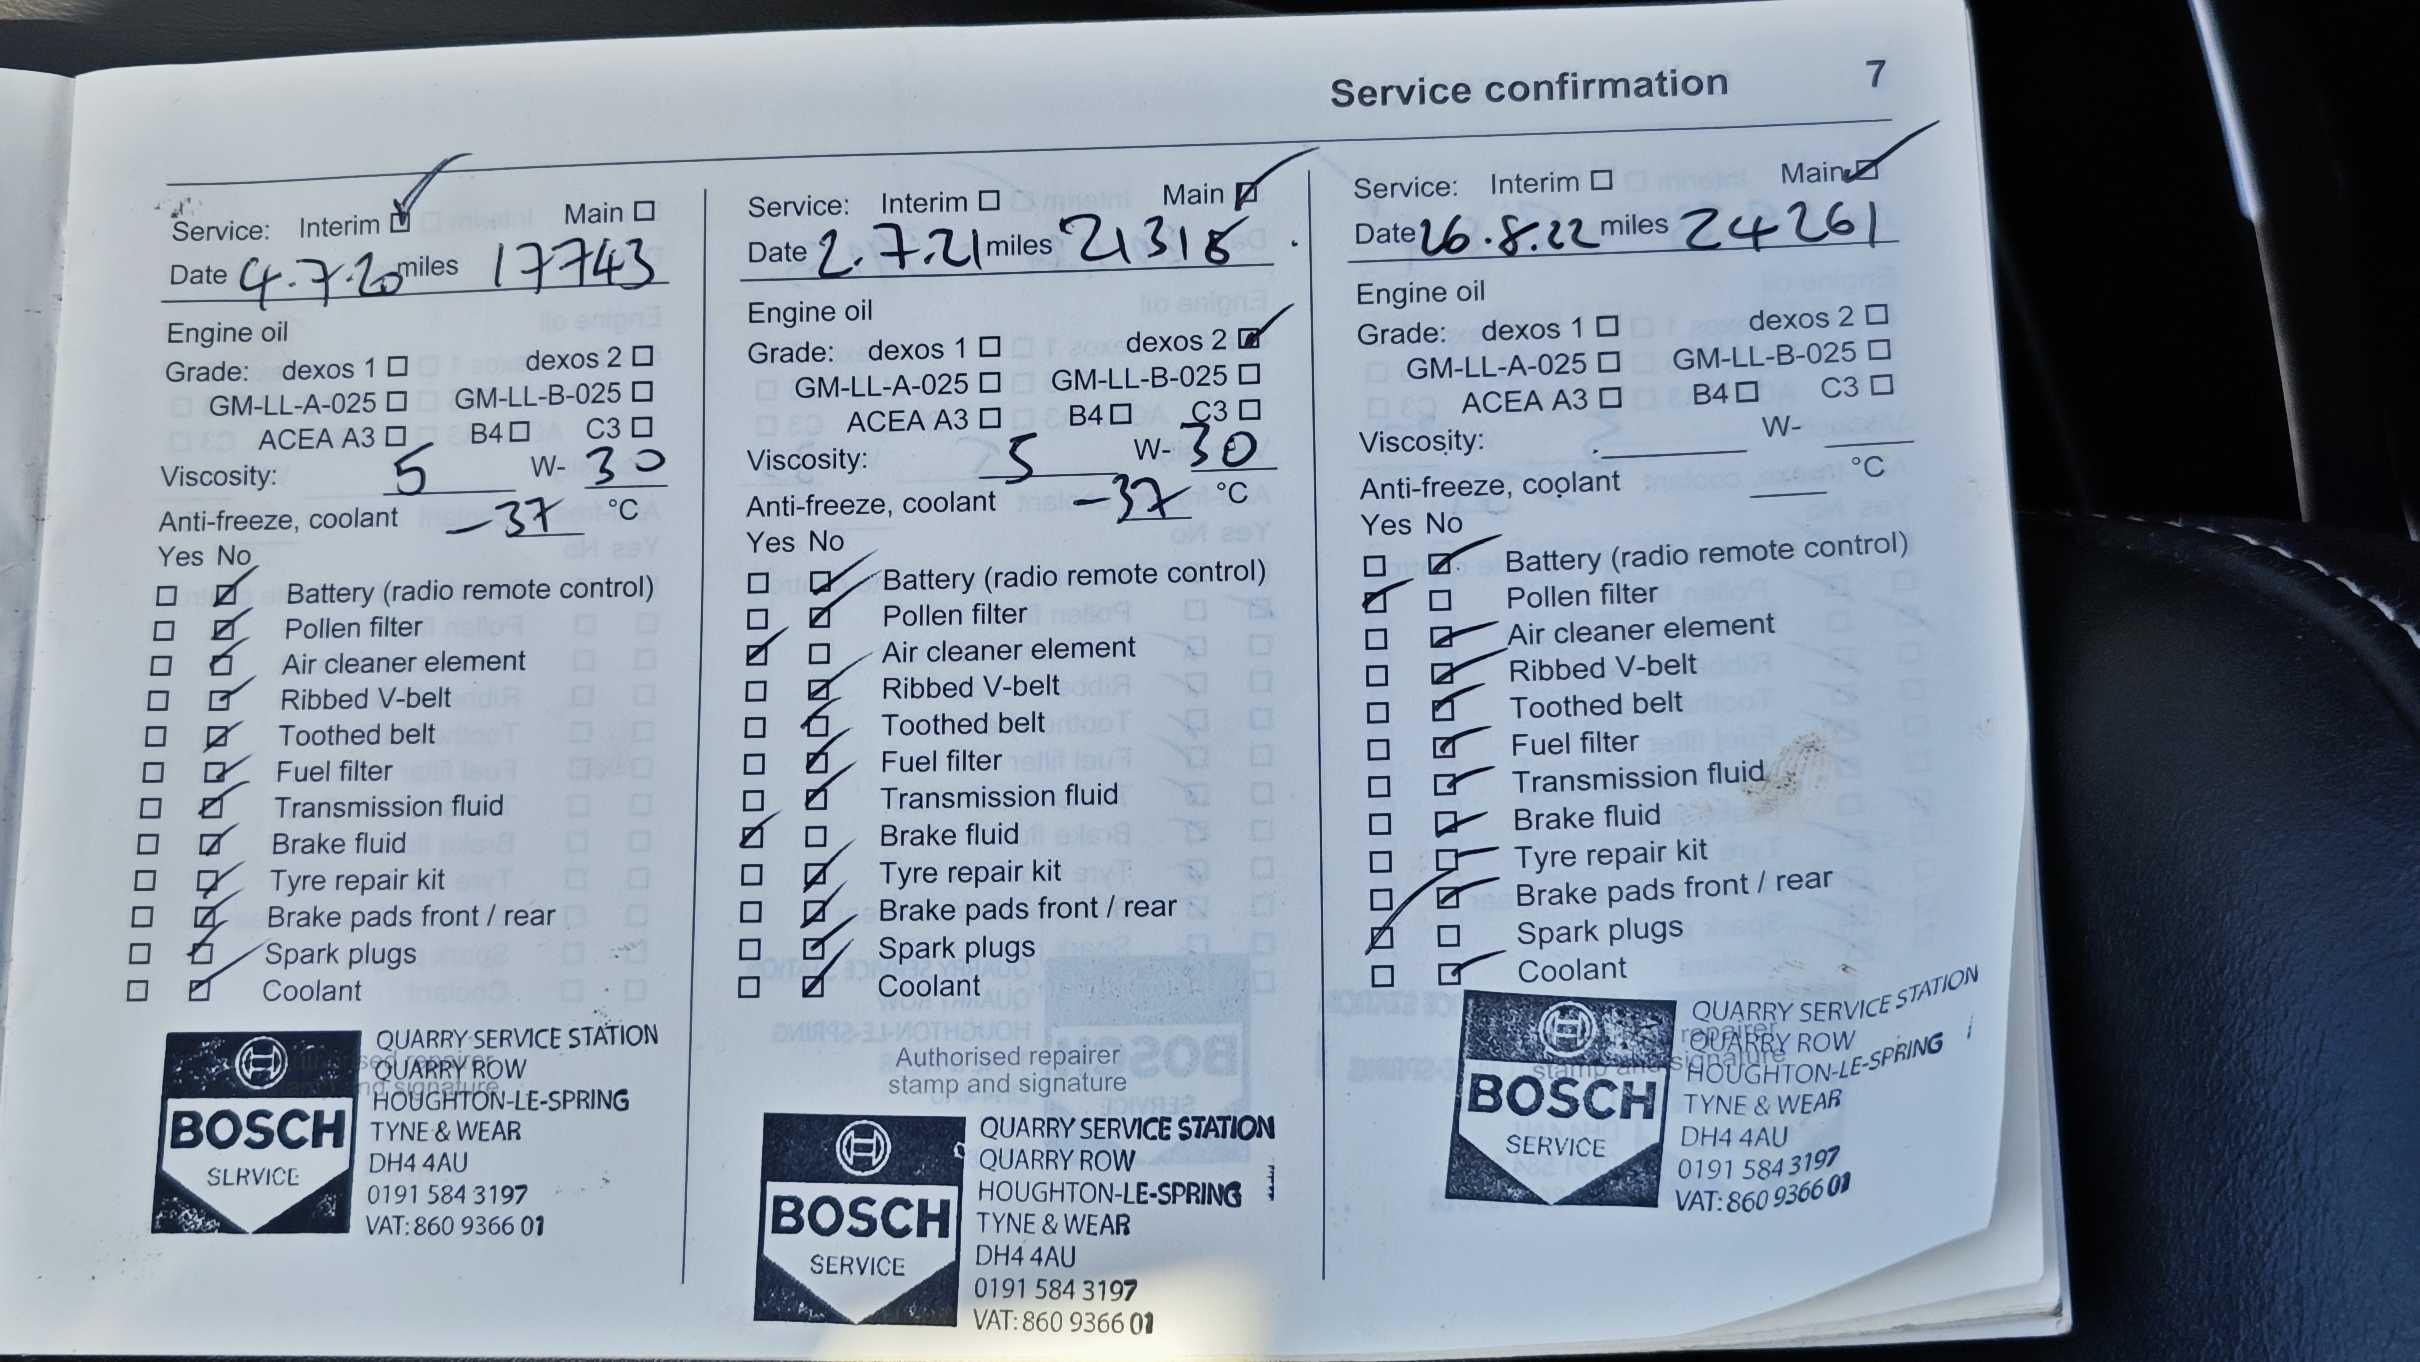 Service confirmation 7
Service: Interim Main
Date 4.7.20 miles 17743
Engine oil
Grade: dexos 1 dexos 2
GM-LL-A-025 GM-LL-B-025
ACEA A3 B4 C3
Viscosity: 5 W- 30
Anti-freeze, coolant -37 °C
Yes No
Battery (radio remote control)
Pollen filter
Air cleaner element
Ribbed V-belt
Toothed belt
Fuel filter
Transmission fluid
Brake fluid
Tyre repair kit
Brake pads front / rear
Spark plugs
Coolant
BOSCH
SERVICE
QUARRY SERVICE STATION
QUARRY ROW
HOUGHTON-LE-SPRING
TYNE & WEAR
DH4 4AU
0191 584 3197
VAT: 860 9366 01
Service: Interim Main
Date 2.7.21 miles 21316
Engine oil
Grade: dexos 1 dexos 2
GM-LL-A-025 GM-LL-B-025
ACEA A3 B4 C3
Viscosity: 5 W- 30
Anti-freeze, coolant -37 °C
Yes No
Battery (radio remote control)
Pollen filter
Air cleaner element
Ribbed V-belt
Toothed belt
Fuel filter
Transmission fluid
Brake fluid
Tyre repair kit
Brake pads front / rear
Spark plugs
Coolant
Authorised repairer
stamp and signature
BOSCH
SERVICE
QUARRY SERVICE STATION
QUARRY ROW
HOUGHTON-LE-SPRING
TYNE & WEAR
DH4 4AU
0191 584 3197
VAT: 860 9366 01
Service: Interim Main
Date 26.8.22 miles 24261
Engine oil
Grade: dexos 1 dexos 2
GM-LL-A-025 GM-LL-B-025
ACEA A3 B4 C3
Viscosity: W-
Anti-freeze, coolant °C
Yes No
Battery (radio remote control)
Pollen filter
Air cleaner element
Ribbed V-belt
Toothed belt
Fuel filter
Transmission fluid
Brake fluid
Tyre repair kit
Brake pads front / rear
Spark plugs
Coolant
repairer
stamp and signature
BOSCH
SERVICE
QUARRY SERVICE STATION
QUARRY ROW
HOUGHTON-LE-SPRING
TYNE & WEAR
DH4 4AU
0191 584 3197
VAT: 860 9366 01